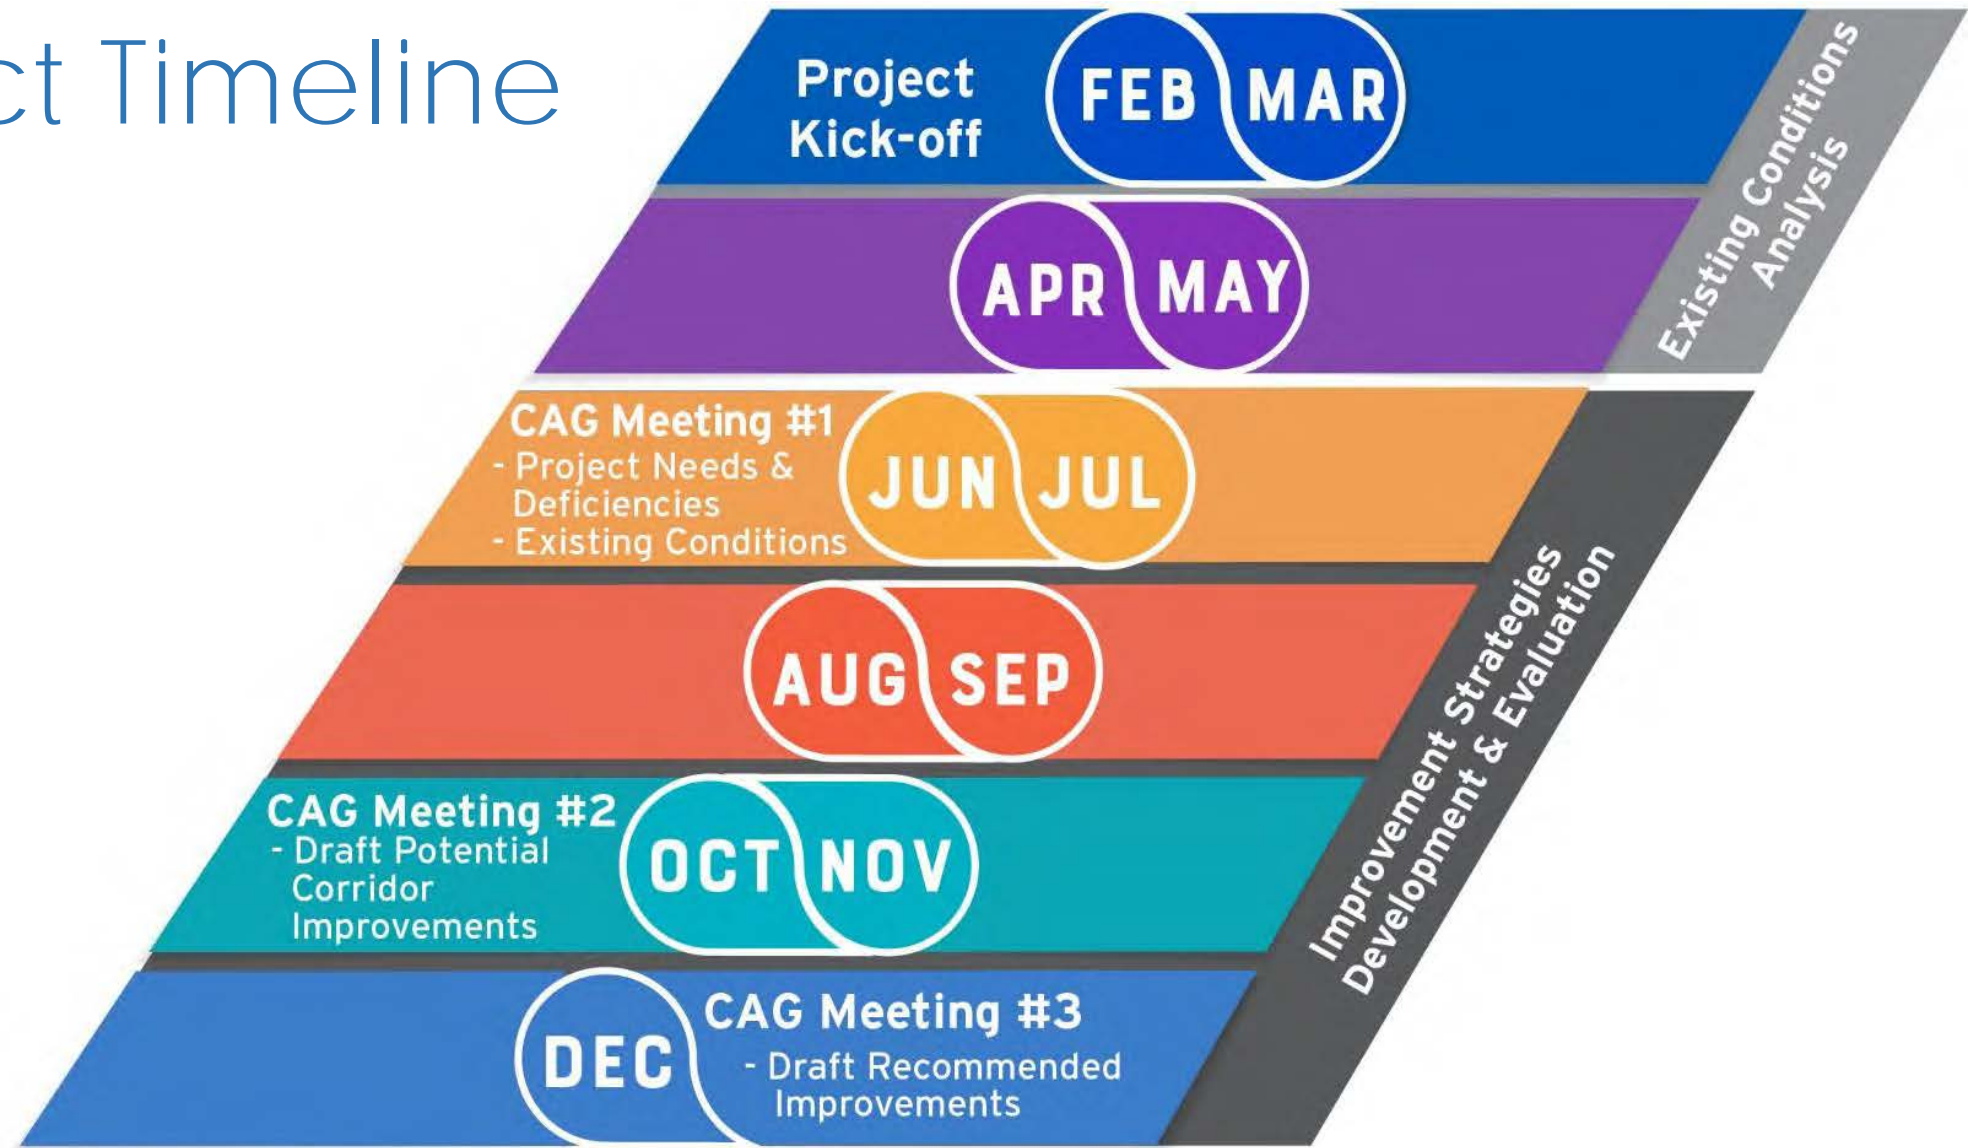 ct Timeline
Project
Kick-off
FEB MAR
APR MAY
Existing Conditions
Analysis
CAG Meeting #1
- Project Needs &
Deficiencies
- Existing Conditions
JUN JUL
AUG SEP
CAG Meeting #2
- Draft Potential
Corridor
Improvements
OCT NOV
DEC
CAG Meeting #3
- Draft Recommended
Improvements
Improvement Strategies
Development & Evaluation